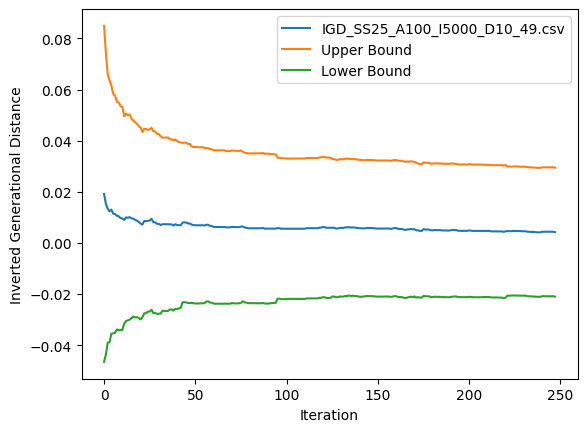 IGD_SS25_A100_I5000_D10_49.csv
Upper Bound
Lower Bound
Inverted Generational Distance
0.08
0.06
0.04
0.02
0.00
−0.02
−0.04
0 50 100 150 200 250
Iteration